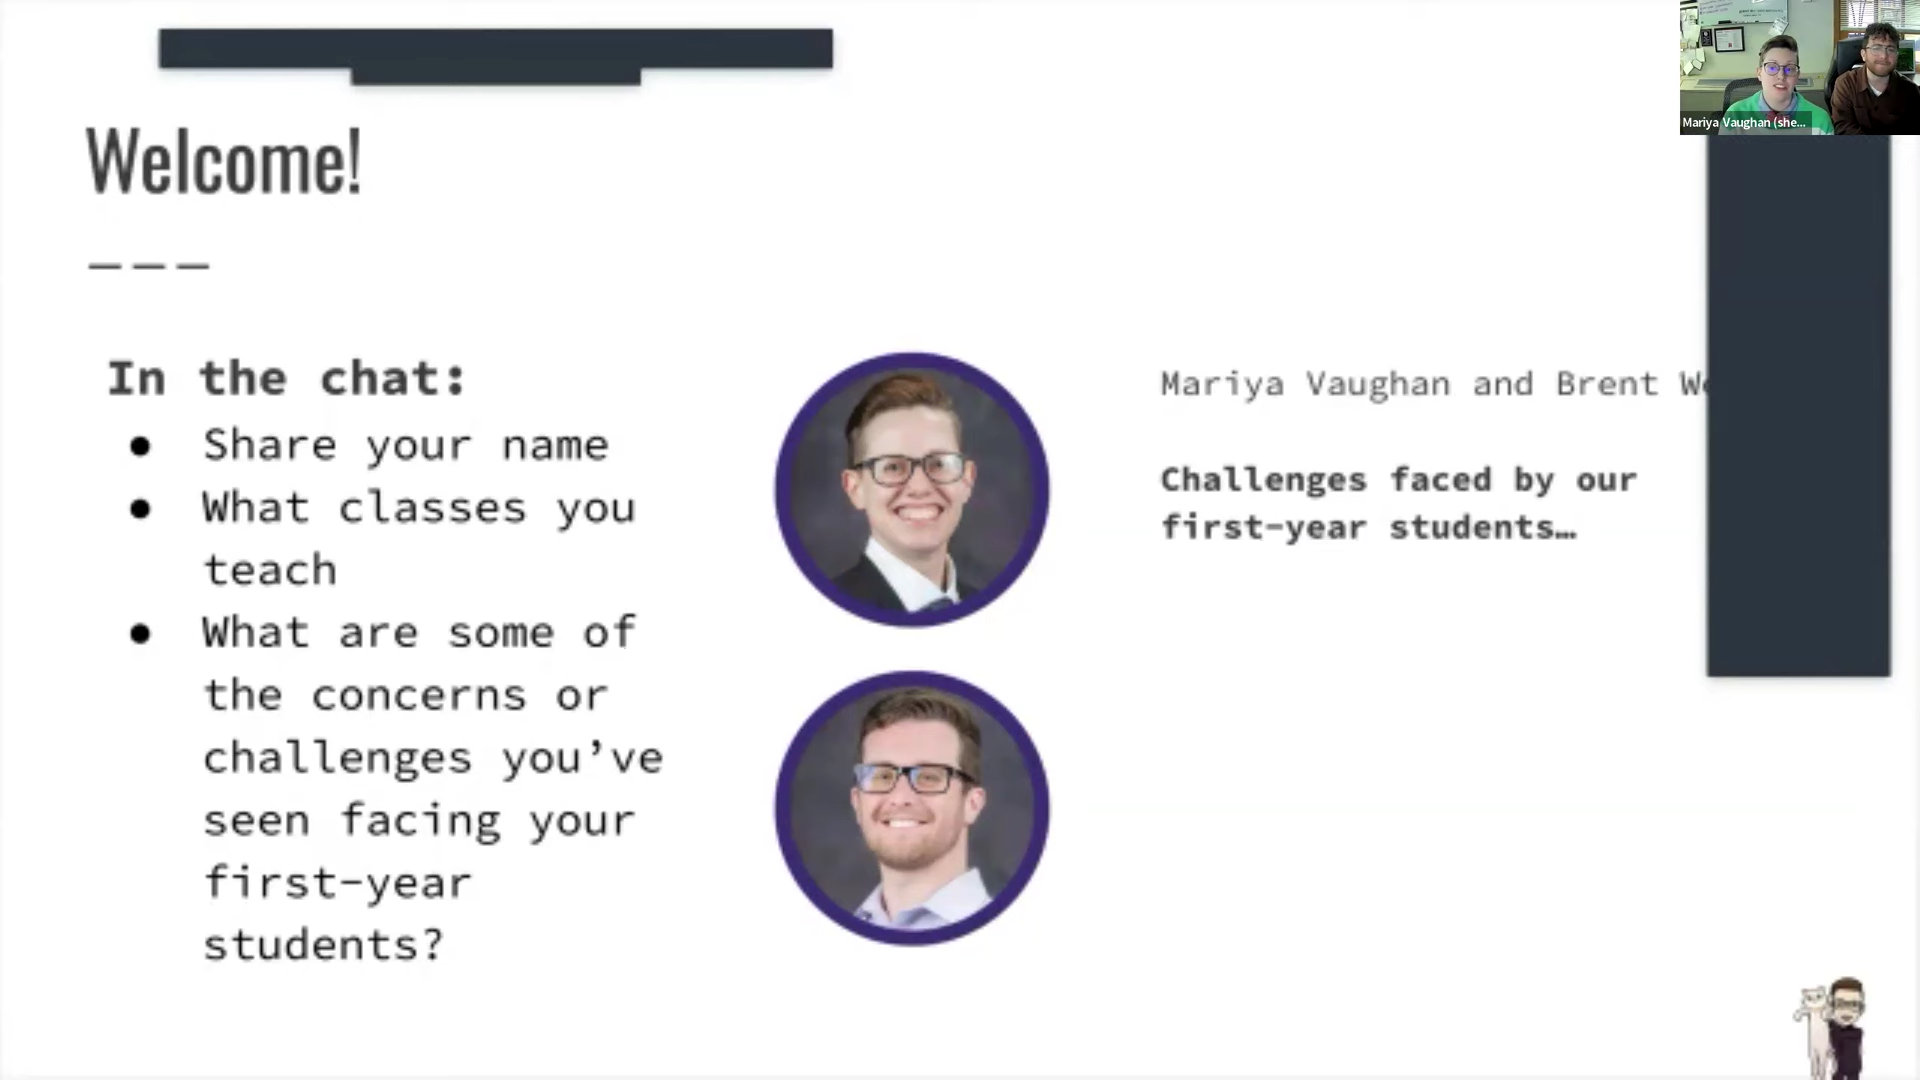 Welcome!
In the chat:
● Share your name
● What classes you
teach
● What are some of
the concerns or
challenges you’ve
seen facing your
first-year
students?
Mariya Vaughan and Brent
Challenges faced by our
first-year students…
Mariya Vaughan (she...